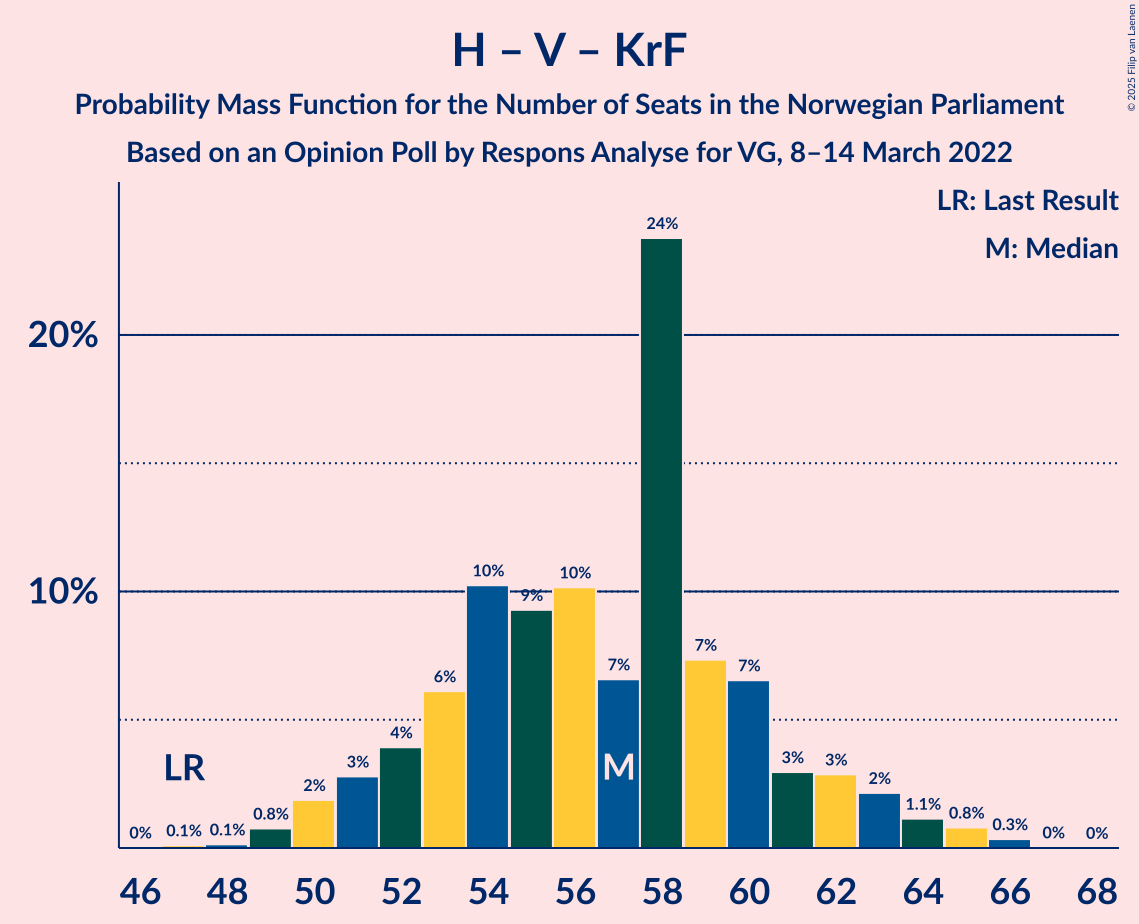 H – V – KrF
Probability Mass Function for the Number of Seats in the Norwegian Parliament
Based on an Opinion Poll by Respons Analyse for VG, 8–14 March 2022
© 2025 Filip van Laenen
LR: Last Result
M: Median
20%
10%
0% 0.1% 0.1% 0.8% 2% 3% 4% 6% 10% 9% 10% 7% 24% 7% 7% 3% 3% 2% 1.1% 0.8% 0.3% 0% 0%
LR M
46 48 50 52 54 56 58 60 62 64 66 68